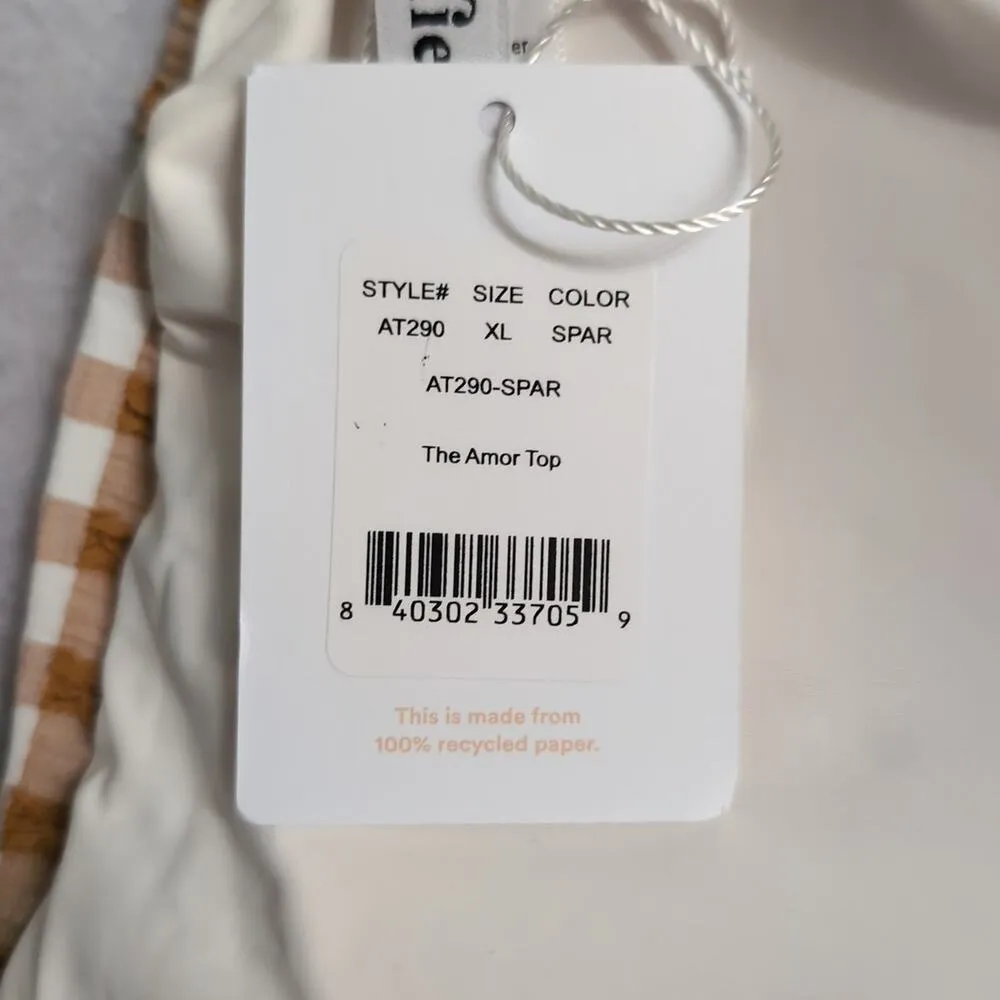 er
STYLE# SIZE COLOR
AT290 XL SPAR
AT290-SPAR
The Amor Top
8 40302 33705 9
This is made from
100% recycled paper.